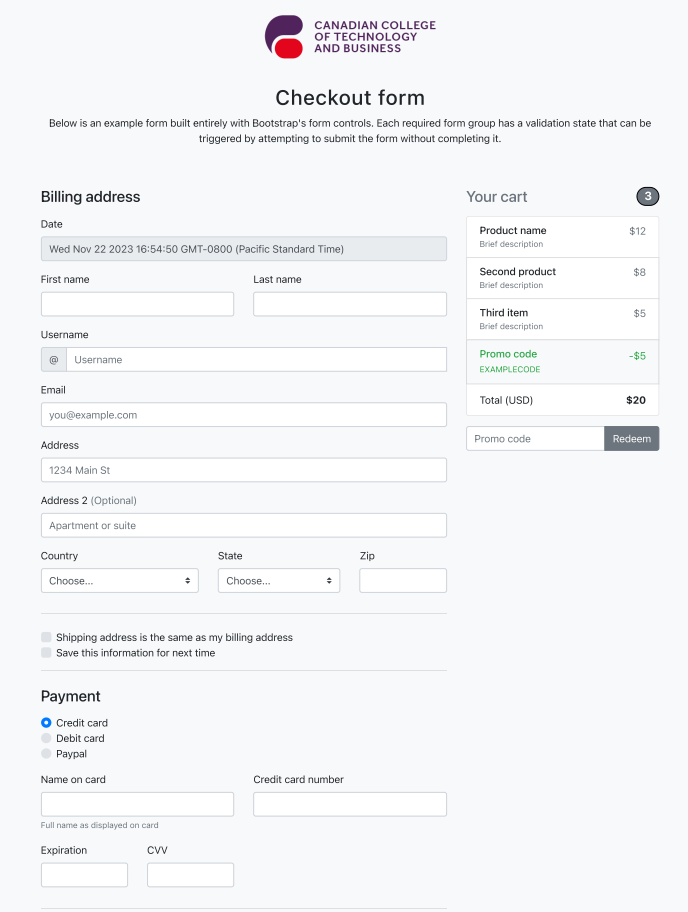 CANADIAN COLLEGE
OF TECHNOLOGY
AND BUSINESS
Checkout form
Below is an example form built entirely with Bootstrap's form controls. Each required form group has a validation state that can be
triggered by attempting to submit the form without completing it.
Billing address
Date
Wed Nov 22 2023 16:54:50 GMT-0800 (Pacific Standard Time)
First name
Last name
Username
@
Username
Email
you@example.com
Address
1234 Main St
Address 2 (Optional)
Apartment or suite
Country
State
Zip
Choose...
Choose...
Shipping address is the same as my billing address
Save this information for next time
Payment
Credit card
Debit card
Paypal
Name on card
Credit card number
Full name as displayed on card
Expiration
CVV
Your cart
3
Product name
$12
Brief description
Second product
$8
Brief description
Third item
$5
Brief description
Promo code
-$5
EXAMPLECODE
Total (USD)
$20
Promo code
Redeem